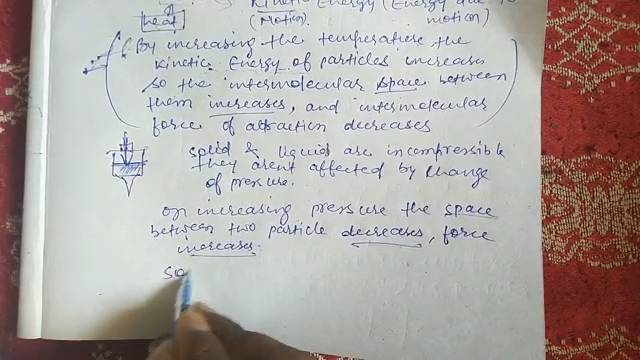 Kinetic Energy (Energy due to
heat
(Motion).
motion)
(By increasing the temperature the
Kinetic Energy of particles increase
so the intermolecular space between
them increases, and intermolecular
force of attraction decreases
solid & liquid are incompressible
they arent affected by change
of pressure.
on increasing pressure the space
between two particle decreases, force
increases.
so